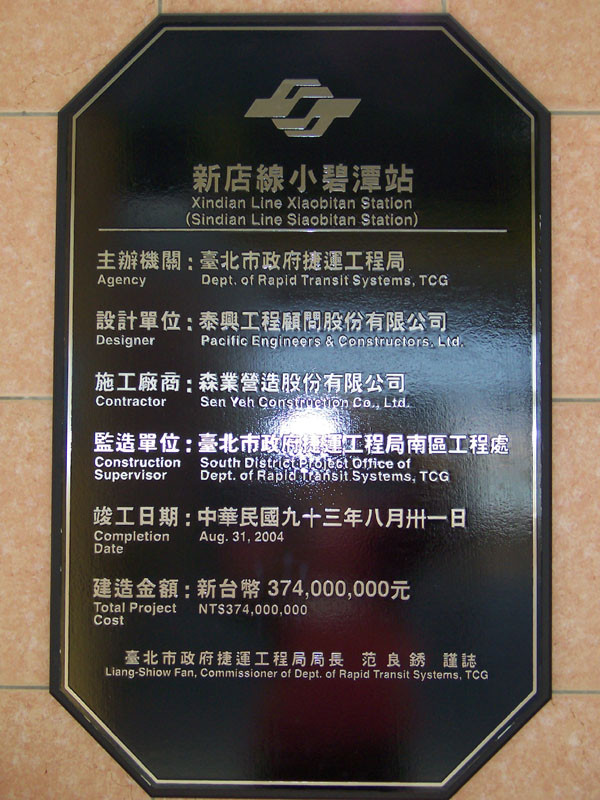 新店線小碧潭站
Xindian Line Xiaobitan Station
(Sindian Line Siaobitan Station)
主辦機關：臺北市政府捷運工程局
Agency Dept. of Rapid Transit Systems, TCG
設計單位：泰興工程顧問股份有限公司
Designer Pacific Engineers & Constructors, Ltd.
施工廠商：森業營造股份有限公司
Contractor Sen Yeh Construction Co., Ltd.
監造單位：臺北市政府捷運工程局南區工程處
Construction South District Project Office of
Supervisor Dept. of Rapid Transit Systems, TCG
竣工日期：中華民國九十三年八月卅一日
Completion Aug. 31, 2004
Date
建造金額：新台幣 374,000,000元
Total Project NT$374,000,000
Cost
臺北市政府捷運工程局局長 范良銹 謹誌
Liang-Shiow Fan, Commissioner of Dept. of Rapid Transit Systems, TCG